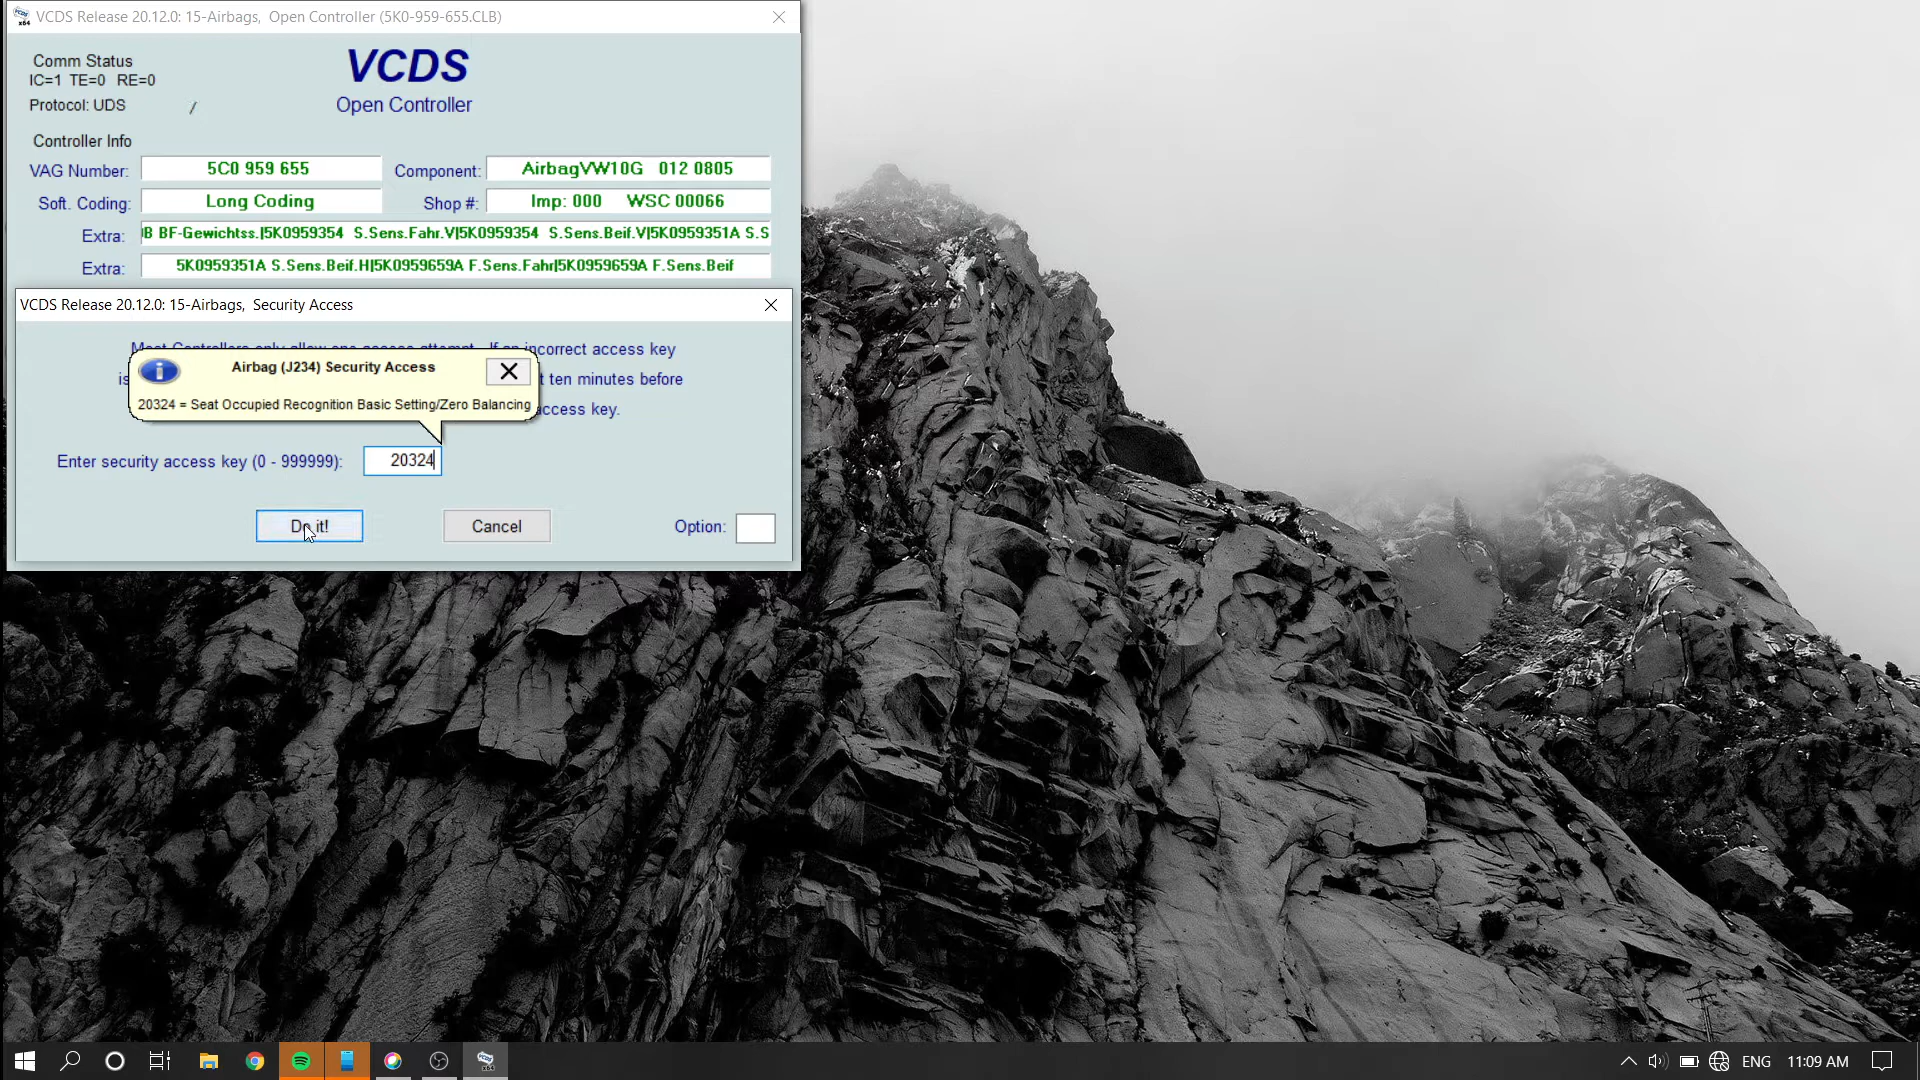 VCDS Release 20.12.0: 15-Airbags, Open Controller (5K0-959-655.CLB)
Comm Status
IC=1 TE=0 RE=0
Protocol: UDS /
VCDS
Open Controller
Controller Info
VAG Number: 5C0 959 655 Component: AirbagVW10G 012 0805
Soft. Coding: Long Coding Shop #: Imp: 000 WSC 00066
Extra: BF-Gewichtss.|5K0959354 S.Sens.Fahr.V|5K0959354 S.Sens.Beif.V|5K0959351A S.S
Extra: 5K0959351A S.Sens.Beif.H|5K0959659A F.Sens.Fahr|5K0959659A F.Sens.Beif
VCDS Release 20.12.0: 15-Airbags, Security Access
incorrect access key
ten minutes before
access key.
Airbag (J234) Security Access
20324 = Seat Occupied Recognition Basic Setting/Zero Balancing
Enter security access key (0 - 999999): 20324
Do it! Cancel Option:
x64
ENG 11:09 AM